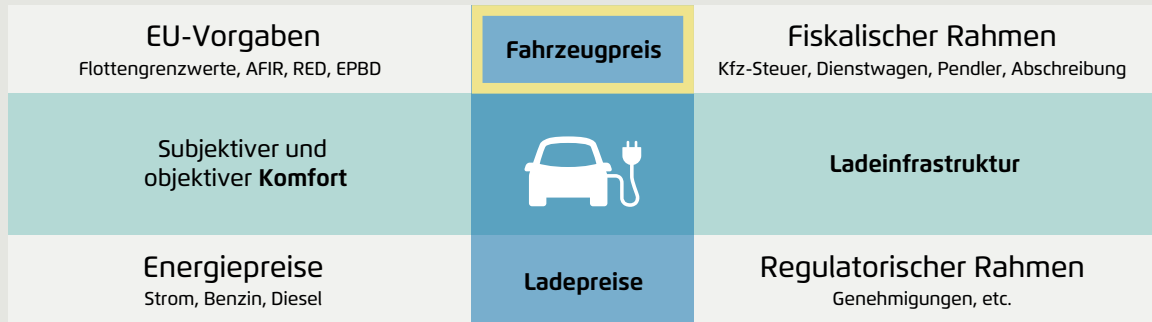 EU-Vorgaben
Flottengrenzwerte, AFIR, RED, EPBD
Fahrzeugpreis
Fiskalischer Rahmen
Kfz-Steuer, Dienstwagen, Pendler, Abschreibung
Subjektiver und
objektiver Komfort
Ladeinfrastruktur
Energiepreise
Strom, Benzin, Diesel
Ladepreise
Regulatorischer Rahmen
Genehmigungen, etc.